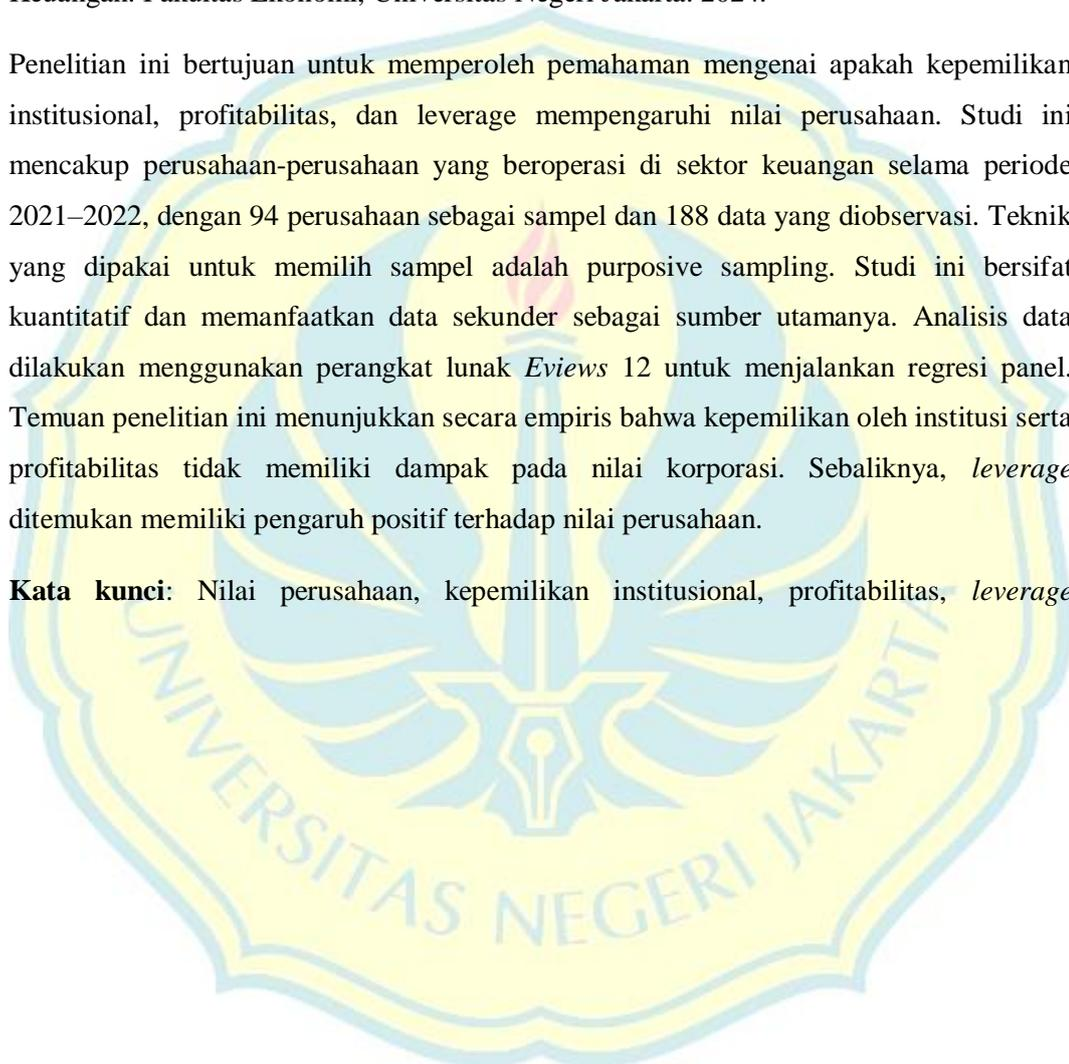 Keuangan. Fakultas Ekonomi, Universitas Negeri Jakarta. 2024.
Penelitian ini bertujuan untuk memperoleh pemahaman mengenai apakah kepemilikan
institusional, profitabilitas, dan leverage mempengaruhi nilai perusahaan. Studi ini
mencakup perusahaan-perusahaan yang beroperasi di sektor keuangan selama periode
2021–2022, dengan 94 perusahaan sebagai sampel dan 188 data yang diobservasi. Teknik
yang dipakai untuk memilih sampel adalah purposive sampling. Studi ini bersifat
kuantitatif dan memanfaatkan data sekunder sebagai sumber utamanya. Analisis data
dilakukan menggunakan perangkat lunak Eviews 12 untuk menjalankan regresi panel.
Temuan penelitian ini menunjukkan secara empiris bahwa kepemilikan oleh institusi serta
profitabilitas tidak memiliki dampak pada nilai korporasi. Sebaliknya, leverage
ditemukan memiliki pengaruh positif terhadap nilai perusahaan.
Kata kunci: Nilai perusahaan, kepemilikan institusional, profitabilitas, leverage
UNIVERSITAS NEGERI JAKARTA